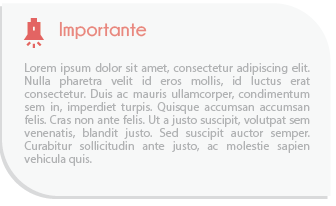 Importante
Lorem ipsum dolor sit amet, consectetur adipiscing elit.
Nulla pharetra velit id eros mollis, id luctus erat
consectetur. Duis ac mauris ullamcorper, condimentum
sem in, imperdiet turpis. Quisque accumsan accumsan
felis. Cras non ante felis. Ut a justo suscipit, volutpat sem
venenatis, blandit justo. Sed suscipit auctor semper.
Curabitur sollicitudin ante justo, ac molestie sapien
vehicula quis.